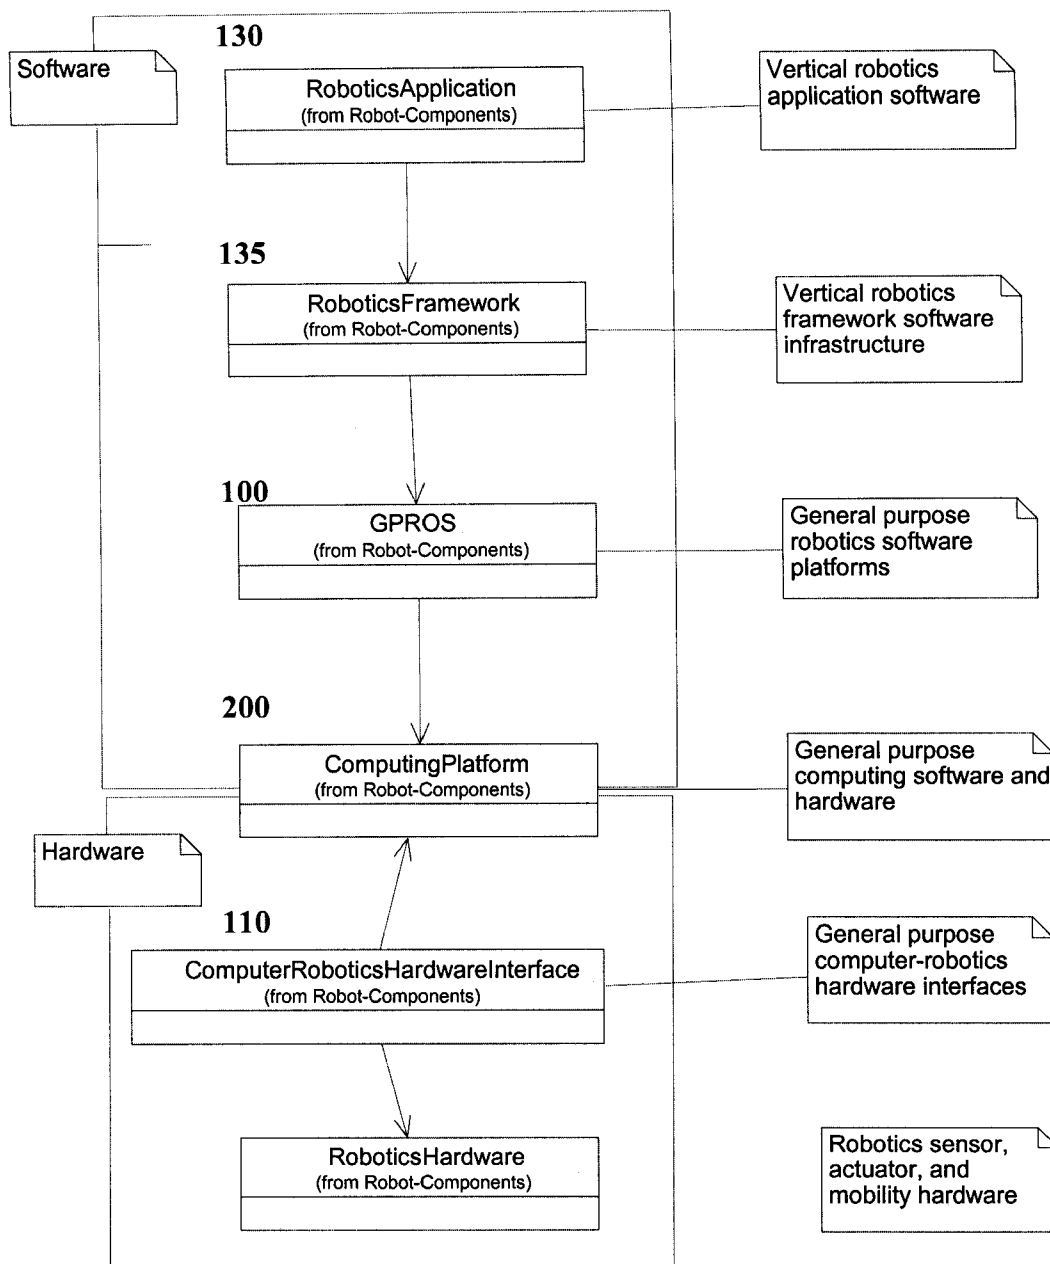 130
Software
RoboticsApplication
(from Robot-Components)
Vertical robotics
application software
135
RoboticsFramework
(from Robot-Components)
Vertical robotics
framework software
infrastructure
100
GPROS
(from Robot-Components)
General purpose
robotics software
platforms
200
ComputingPlatform
(from Robot-Components)
General purpose
computing software and
hardware
Hardware
110
ComputerRoboticsHardwareInterface
(from Robot-Components)
General purpose
computer-robotics
hardware interfaces
RoboticsHardware
(from Robot-Components)
Robotics sensor,
actuator, and
mobility hardware